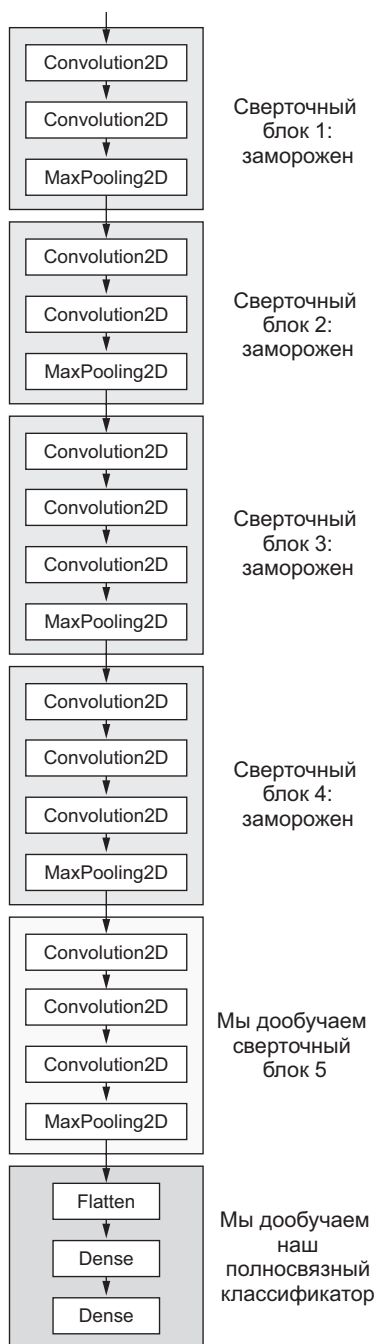 Convolution2D
Convolution2D
MaxPooling2D
Сверточный
блок 1:
заморожен
Convolution2D
Convolution2D
MaxPooling2D
Сверточный
блок 2:
заморожен
Convolution2D
Convolution2D
Convolution2D
MaxPooling2D
Сверточный
блок 3:
заморожен
Convolution2D
Convolution2D
Convolution2D
MaxPooling2D
Сверточный
блок 4:
заморожен
Convolution2D
Convolution2D
Convolution2D
MaxPooling2D
Мы дообучаем
сверточный
блок 5
Flatten
Dense
Dense
Мы дообучаем
наш
полносвязный
классификатор